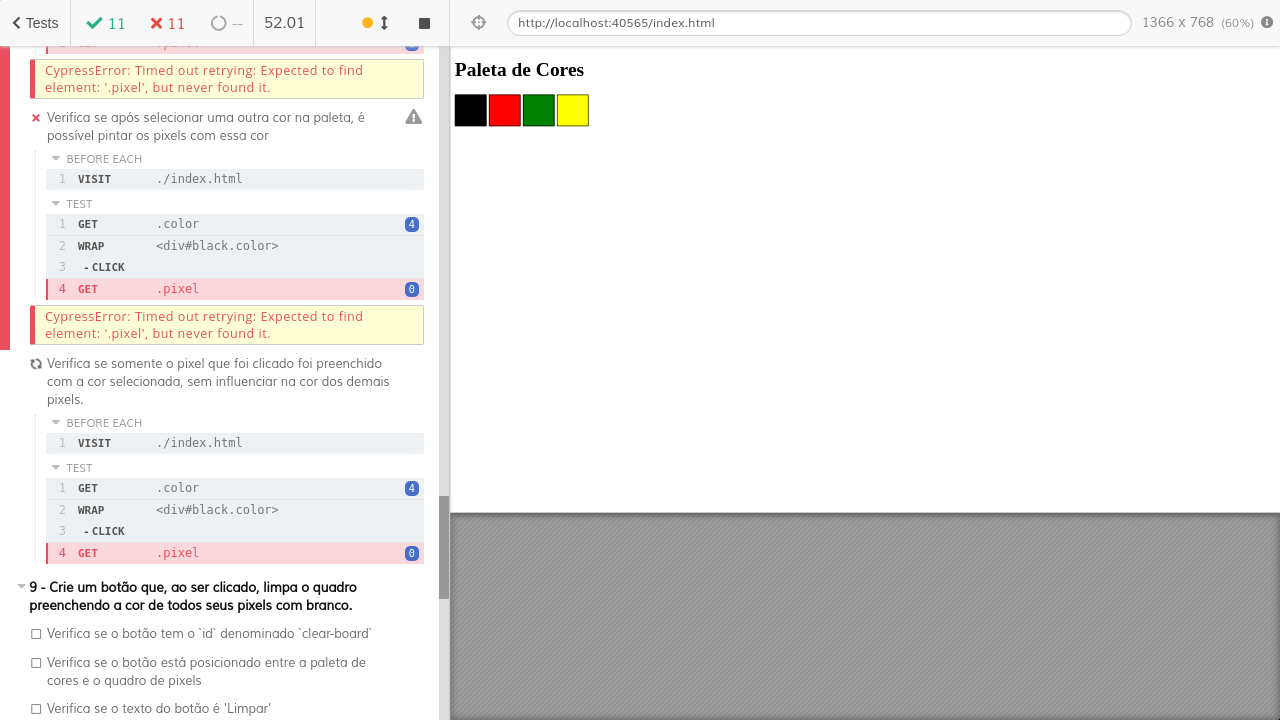 Tests 11 11 -- 52.01 http://localhost:40565/index.html 1366 x 768 (60%)
CypressError: Timed out retrying: Expected to find
element: '.pixel', but never found it.
Verifica se após selecionar uma outra cor na paleta, é
possível pintar os pixels com essa cor
BEFORE EACH
1 VISIT ./index.html
TEST
1 GET .color 4
2 WRAP <div#black.color>
3 - CLICK
4 GET .pixel 0
CypressError: Timed out retrying: Expected to find
element: '.pixel', but never found it.
Verifica se somente o pixel que foi clicado foi preenchido
com a cor selecionada, sem influenciar na cor dos demais
pixels.
BEFORE EACH
1 VISIT ./index.html
TEST
1 GET .color 4
2 WRAP <div#black.color>
3 - CLICK
4 GET .pixel 0
9 - Crie um botão que, ao ser clicado, limpa o quadro
preenchendo a cor de todos seus pixels com branco.
Verifica se o botão tem o `id` denominado `clear-board`
Verifica se o botão está posicionado entre a paleta de
cores e o quadro de pixels
Verifica se o texto do botão é 'Limpar'
Paleta de Cores